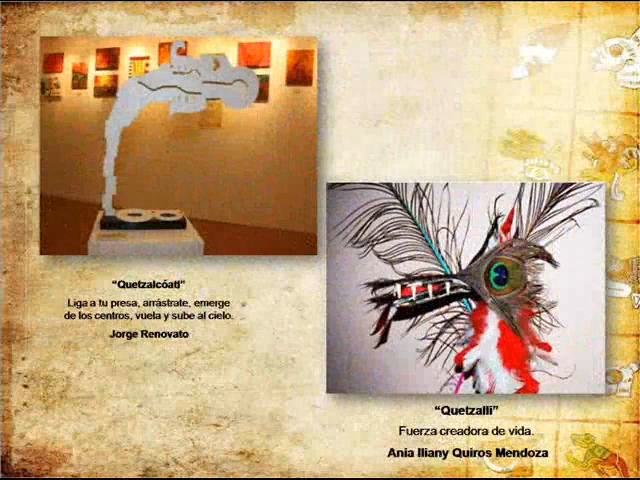 “Quetzalcóatl”
Liga a tu presa, arrástrate, emerge
de los centros, vuela y sube al cielo.
Jorge Renovato
“Quetzalli”
Fuerza creadora de vida.
Ania Iliany Quiros Mendoza